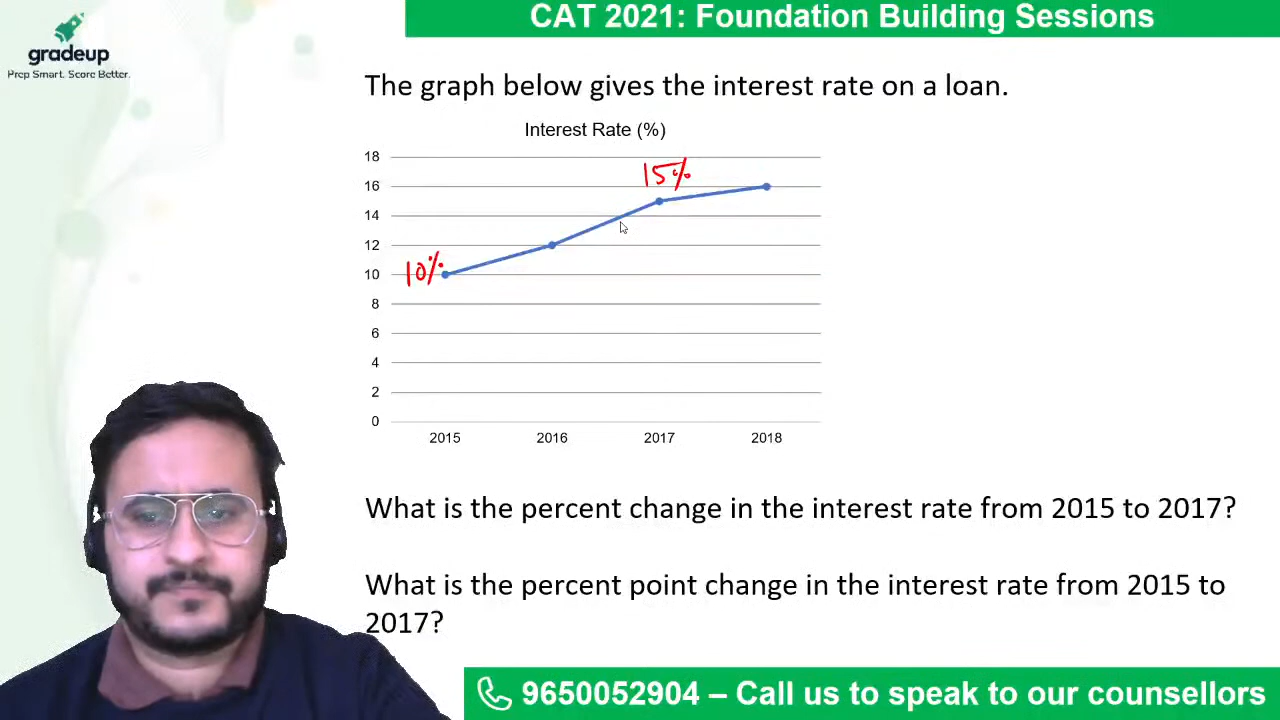 CAT 2021: Foundation Building Sessions
gradeup
Prep Smart. Score Better.
The graph below gives the interest rate on a loan.
Interest Rate (%)
18
16
14
12
10
8
6
4
2
0
15%
10%
2015 2016 2017 2018
What is the percent change in the interest rate from 2015 to 2017?
What is the percent point change in the interest rate from 2015 to
2017?
9650052904 – Call us to speak to our counsellors